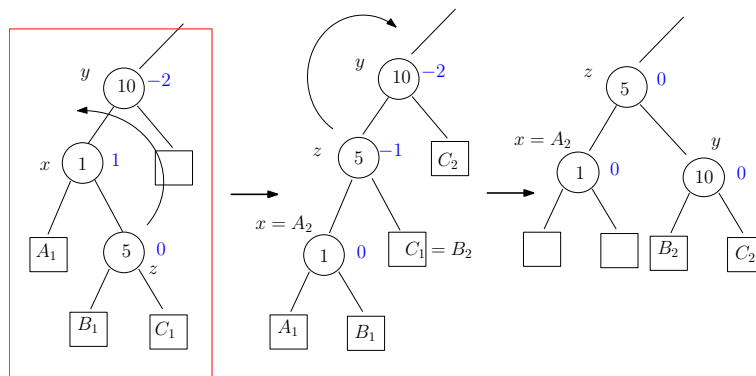 y
10
-2
x
1
1
A₁
5
0
z
B₁
C₁
y
10
-2
z
5
-1
C₂
x = A₂
1
0
C₁ = B₂
A₁
B₁
z
5
0
x = A₂
1
0
y
10
0
B₂
C₂